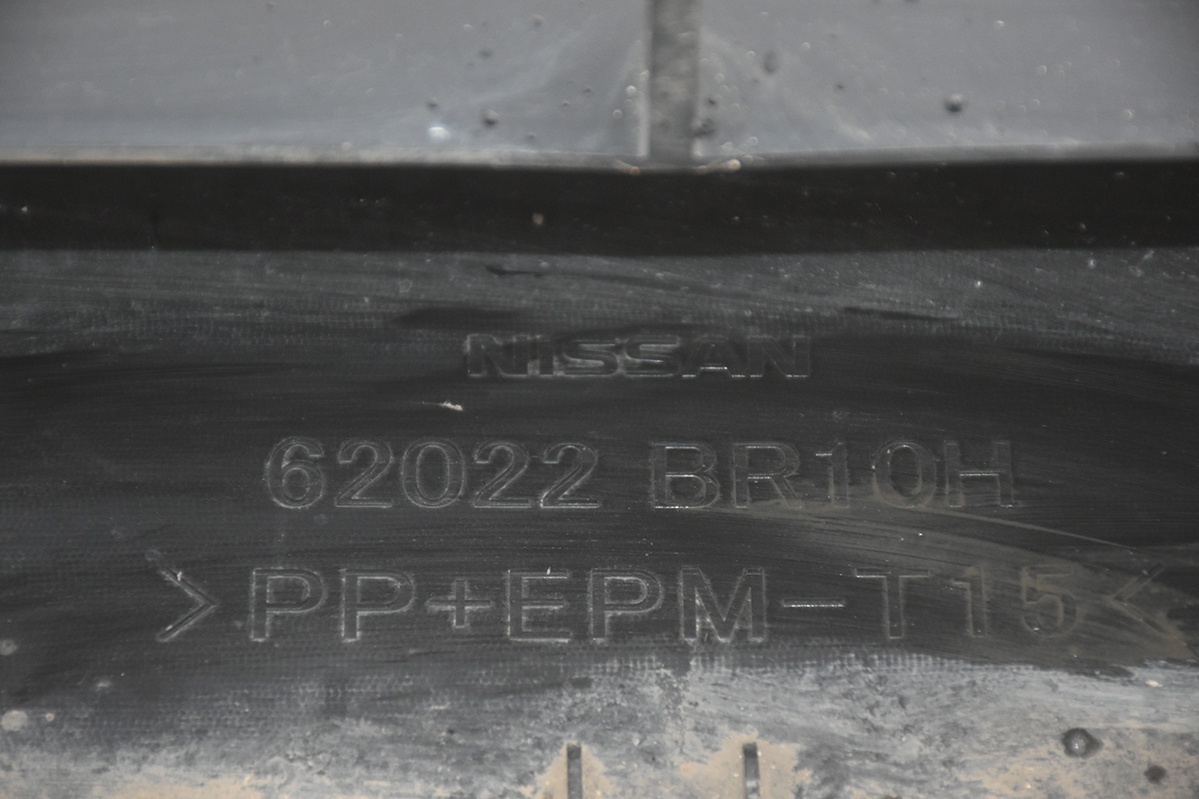 NISSAN
62022 BR10H
>PP+EPM-T15<